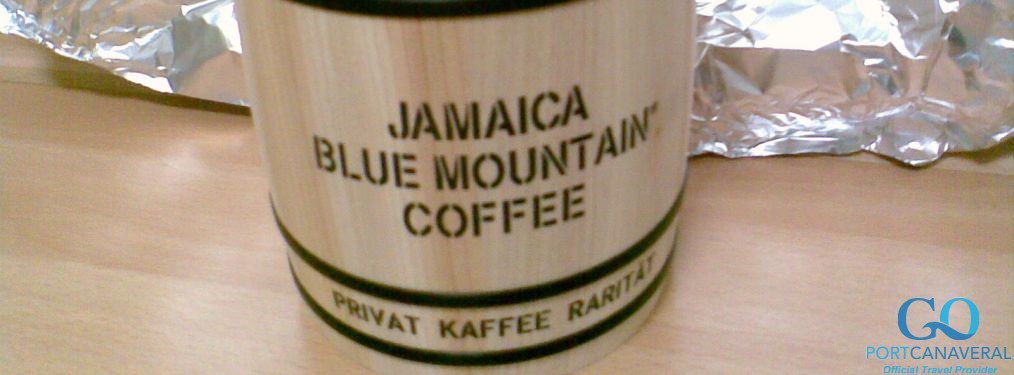 JAMAICA
BLUE MOUNTAIN®
COFFEE
PRIVAT KAFFEE RARITÄT
GO
PORTCANAVERAL
Official Travel Provider